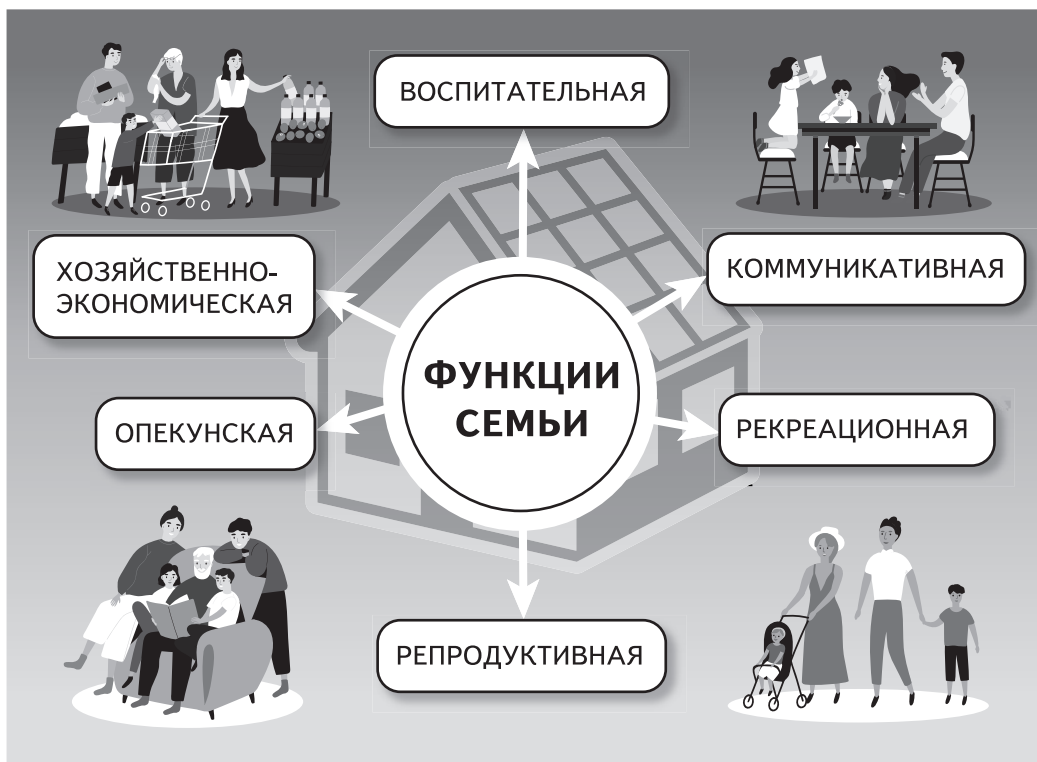 ВОСПИТАТЕЛЬНАЯ
ХОЗЯЙСТВЕННО-
ЭКОНОМИЧЕСКАЯ
КОММУНИКАТИВНАЯ
ФУНКЦИИ
СЕМЬИ
ОПЕКУНСКАЯ
РЕКРЕАЦИОННАЯ
РЕПРОДУКТИВНАЯ